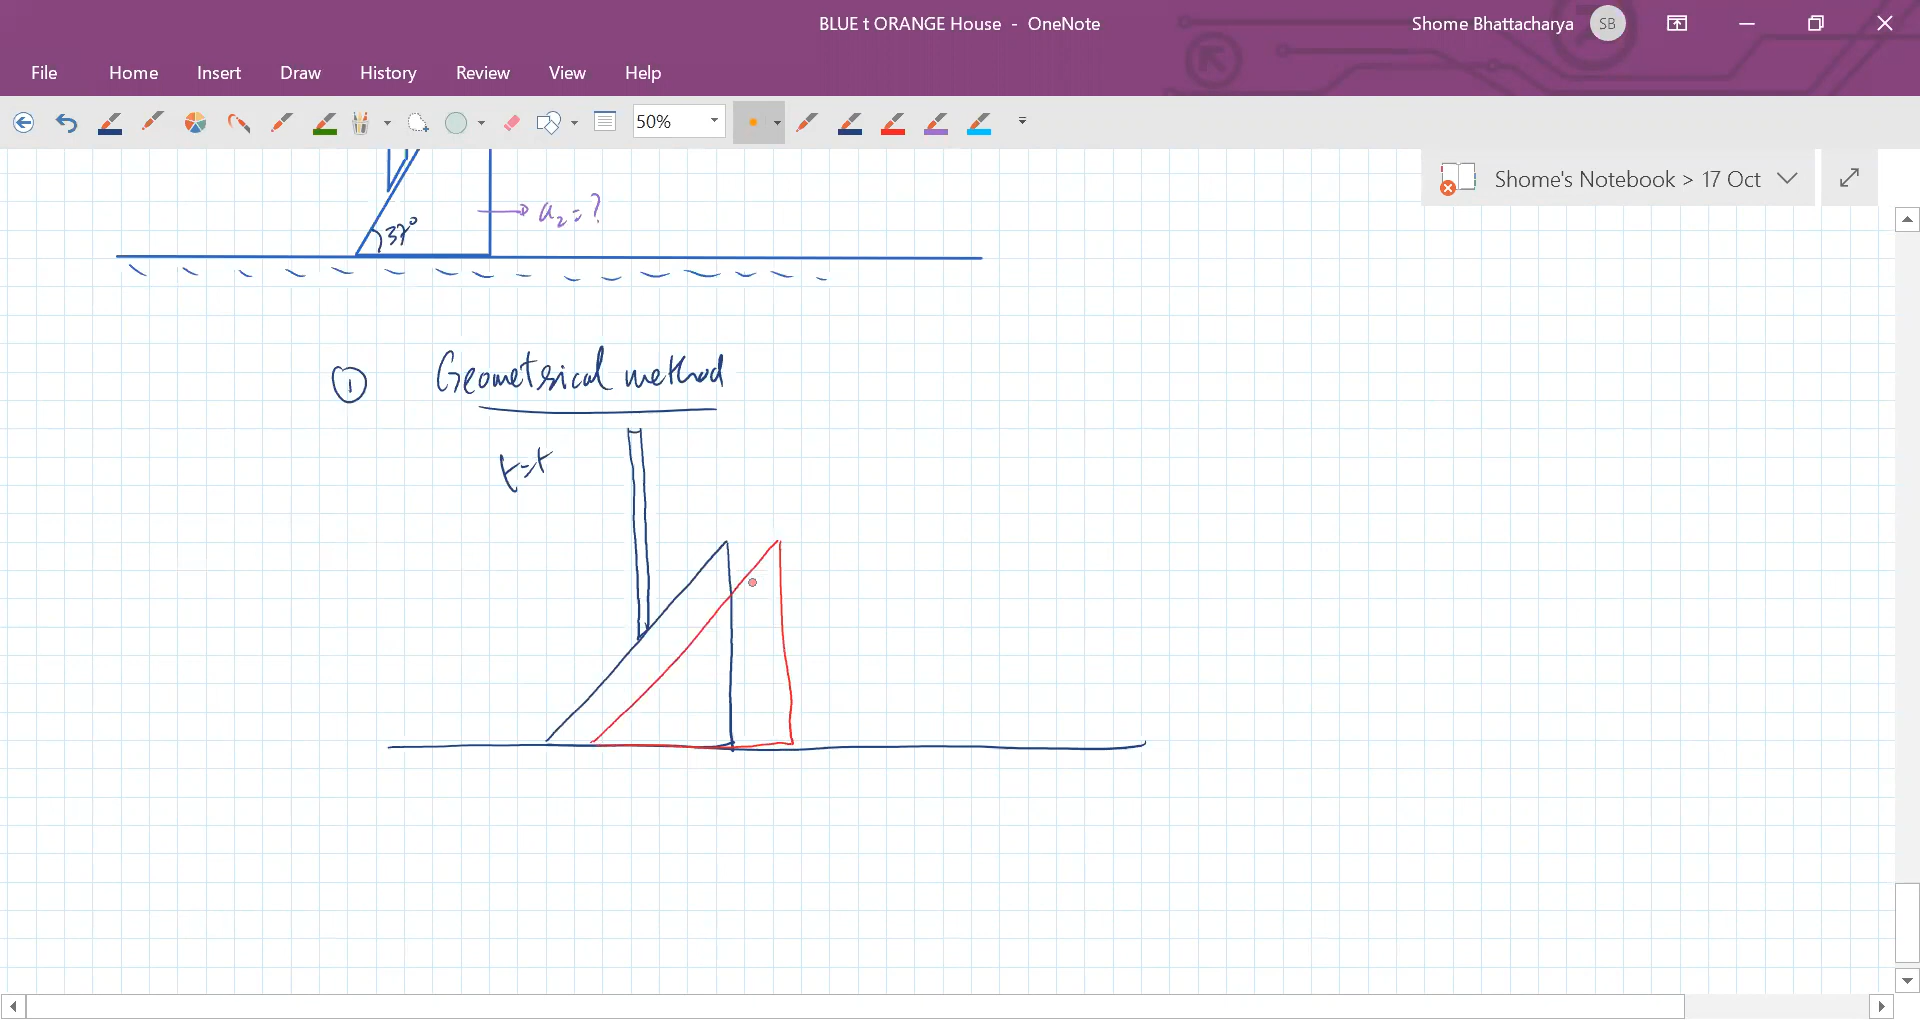 BLUE t ORANGE House - OneNote
Shome Bhattacharya
SB
File Home Insert Draw History Review View Help
50%
Shome's Notebook > 17 Oct
a₂ = ?
37°
① Geometrical method
t=t